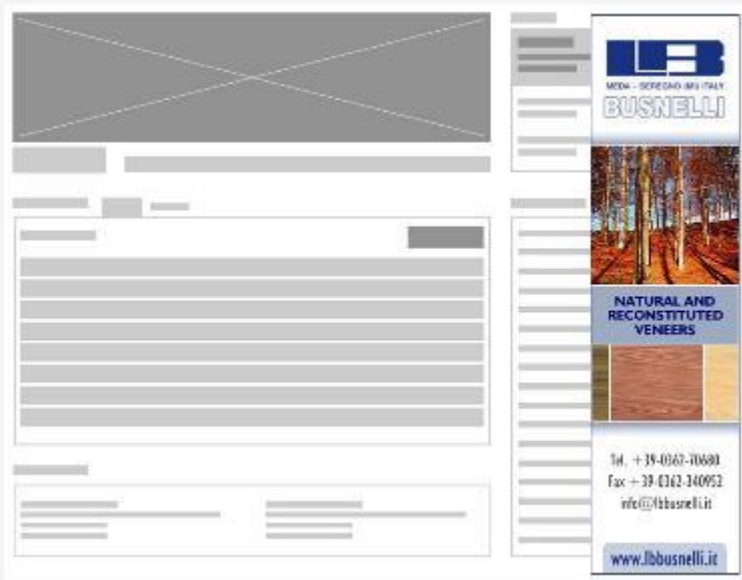 LBB
MEDA - SEREGNO (MI) ITALY
BUSNELLI
NATURAL AND
RECONSTITUTED
VENEERS
Tel. +39-0362-70680
Fax +39-0362-340952
info@lbbusnelli.it
www.lbbusnelli.it